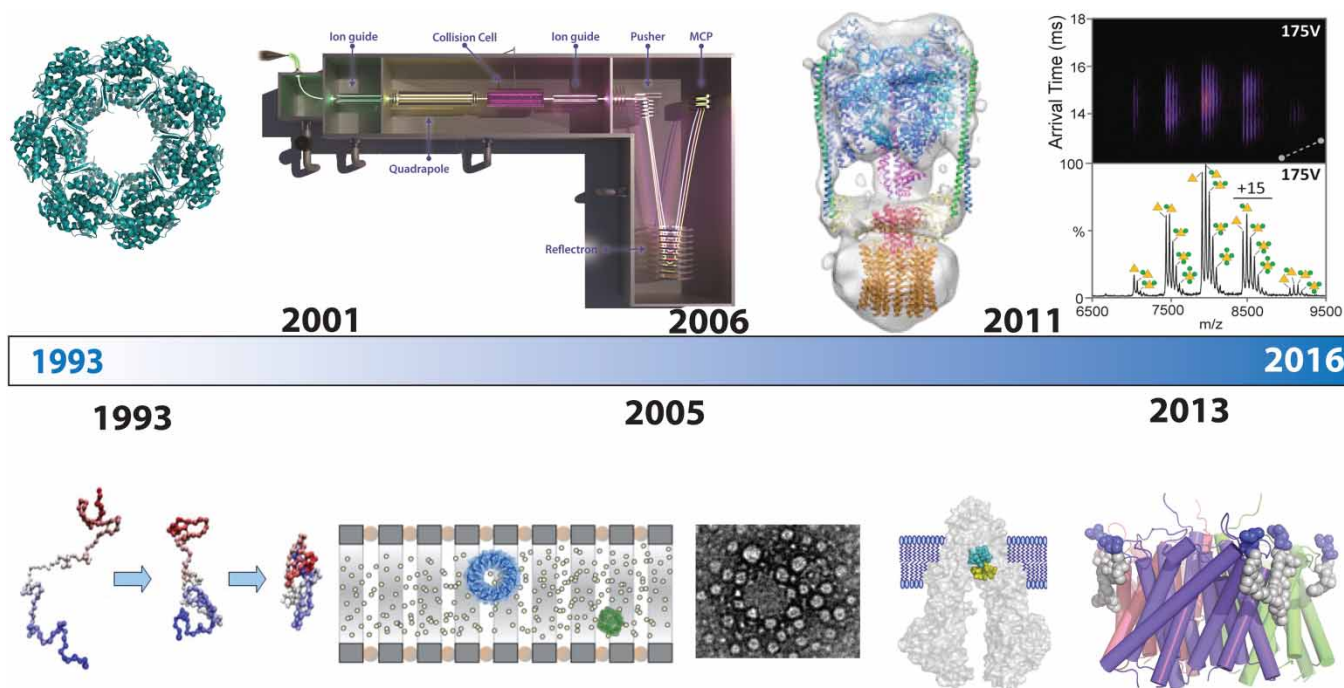 Ion guide
Collision Cell
Ion guide
Pusher
MCP
Quadrapole
Reflectron
Arrival Time (ms)
18
16
14
12
175V
100
%
0
175V
+15
6500
7500
8500
9500
m/z
2001
2006
2011
1993
2016
1993
2005
2013